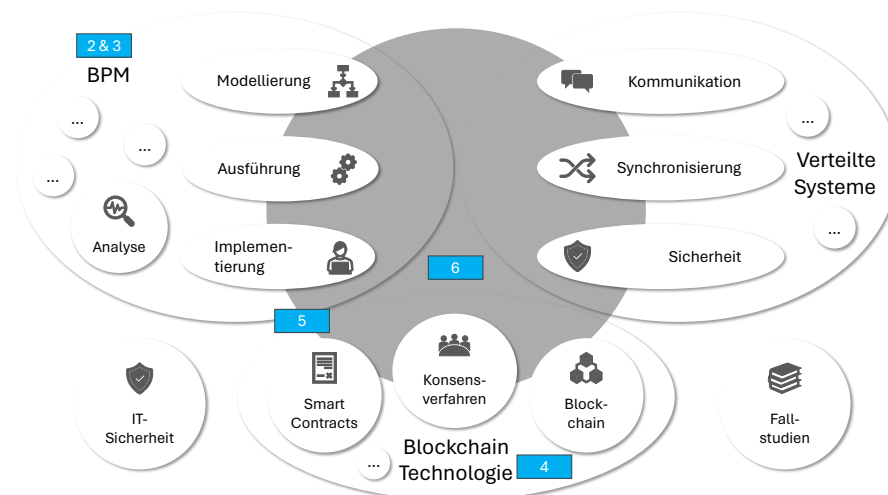 2 & 3
BPM
Modellierung
Kommunikation
...
...
...
...
Ausführung
Synchronisierung
Verteilte
Systeme
...
Analyse
Implemen-
tierung
Sicherheit
6
5
IT-
Sicherheit
Smart
Contracts
Konsens-
verfahren
Block-
chain
Fall-
studien
Blockchain
Technologie
...
4